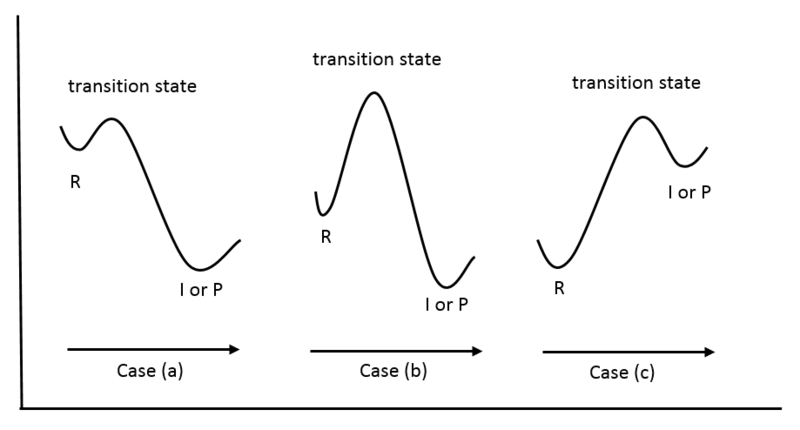 transition state
R
I or P
Case (a)
transition state
R
I or P
Case (b)
transition state
I or P
R
Case (c)